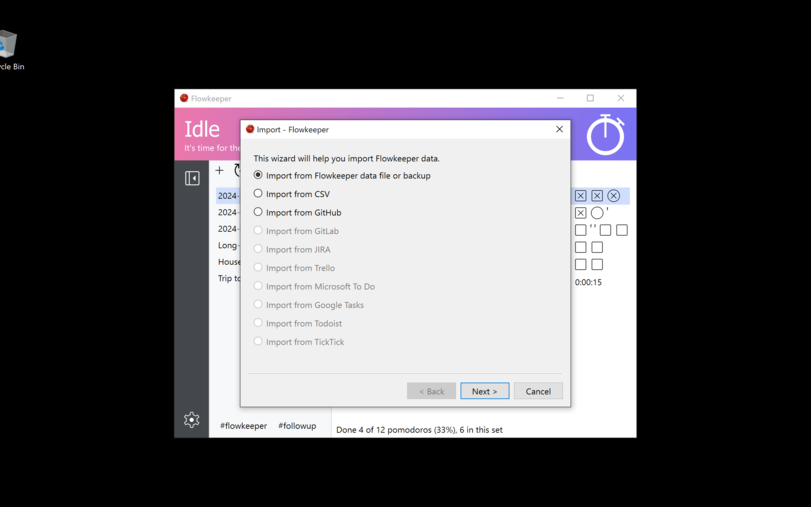 cle Bin
Flowkeeper
Idle
It's time for the
Import - Flowkeeper
This wizard will help you import Flowkeeper data.
Import from Flowkeeper data file or backup
Import from CSV
Import from GitHub
Import from GitLab
Import from JIRA
Import from Trello
Import from Microsoft To Do
Import from Google Tasks
Import from Todoist
Import from TickTick
< Back
Next >
Cancel
2024-
2024-
2024-
Long-
House
Trip to
0:00:15
#flowkeeper #followup
Done 4 of 12 pomodoros (33%), 6 in this set